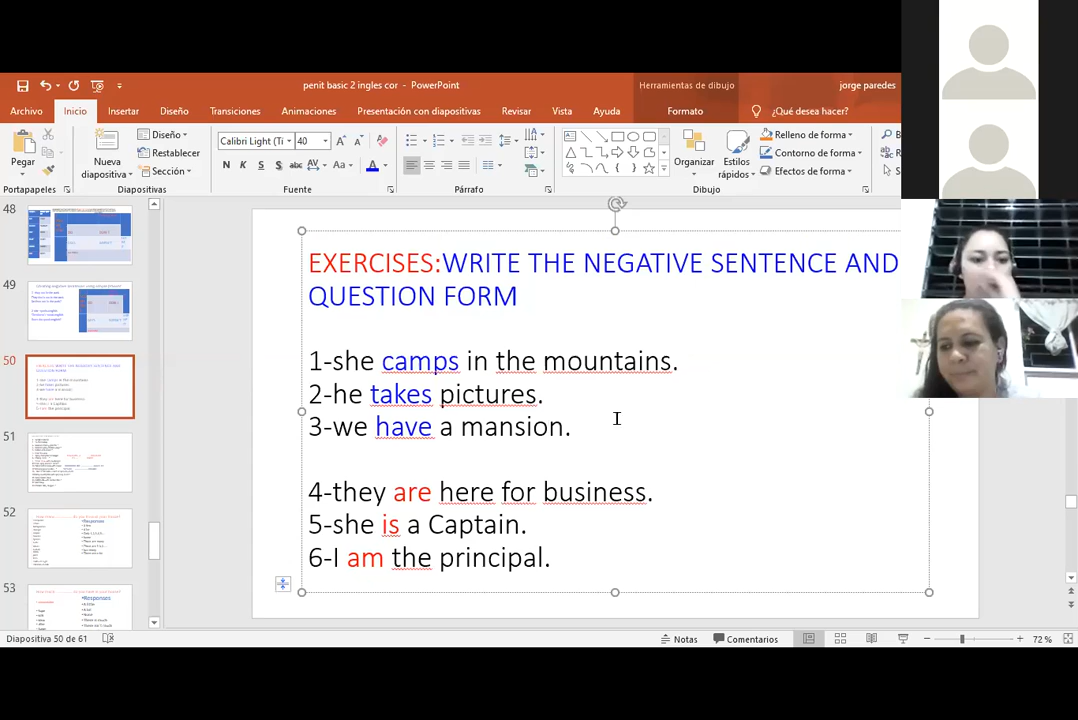 penit basic 2 ingles cor - PowerPoint
Herramientas de dibujo
jorge paredes
Archivo Inicio Insertar Diseño Transiciones Animaciones Presentación con diapositivas Revisar Vista Ayuda Formato ¿Qué desea hacer?
Pegar
Nueva diapositiva
Diseño
Restablecer
Sección
Calibri Light (Ti 40
N K S abc AV Aa A
Organizar
Estilos rápidos
Relleno de forma
Contorno de forma
Efectos de forma
Portapapeles Diapositivas Fuente Párrafo Dibujo
48
49
50
51
52
53
EXERCISES:WRITE THE NEGATIVE SENTENCE AND
QUESTION FORM
1-she camps in the mountains.
2-he takes pictures.
3-we have a mansion.
4-they are here for business.
5-she is a Captain.
6-I am the principal.
Diapositiva 50 de 61
Notas Comentarios 72 %